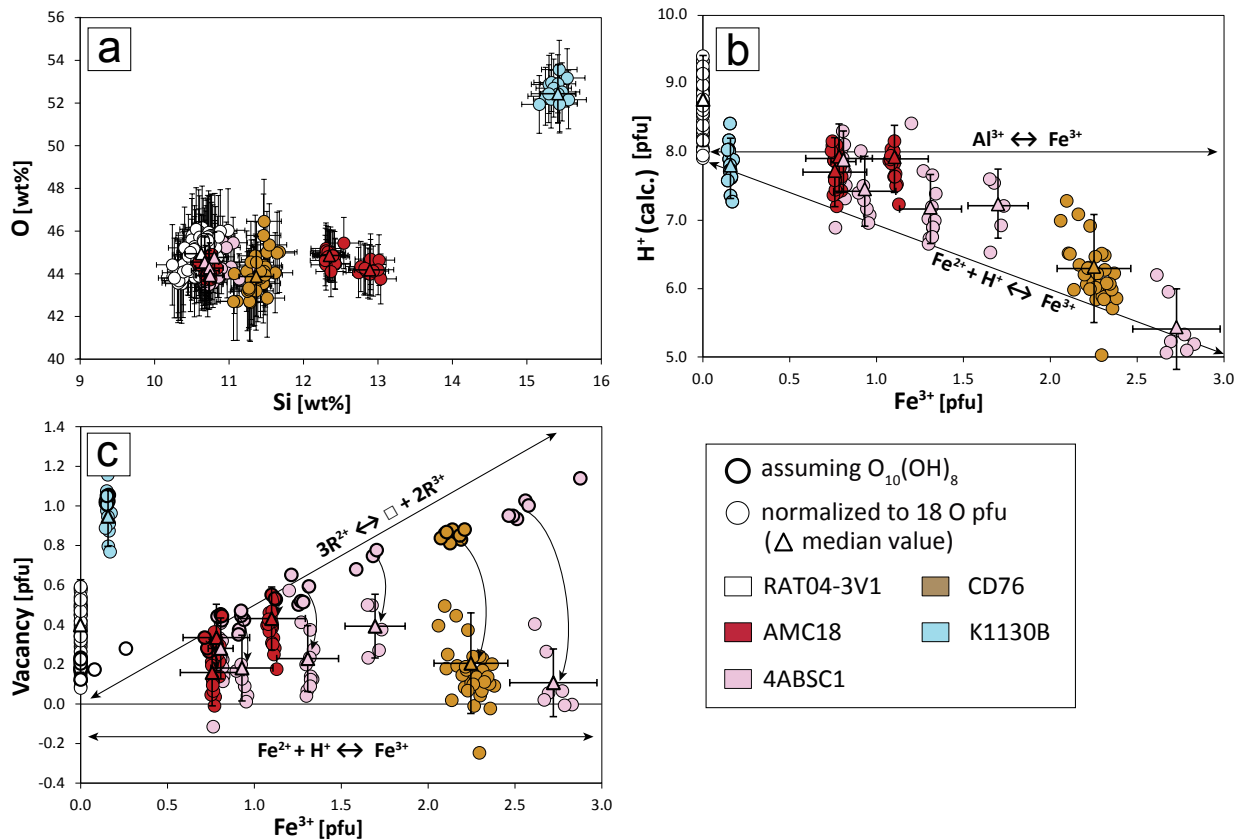 a
O [wt%]
56
54
52
50
48
46
44
42
40
9 10 11 12 13 14 15 16
Si [wt%]
b
H⁺ (calc.) [pfu]
9.0
8.0
7.0
6.0
5.0
Al³⁺ ↔ Fe³⁺
Fe²⁺ + H⁺ ↔ Fe³⁺
0.0 0.5 1.0 1.5 2.0 2.5 3.0
Fe³⁺ [pfu]
c
Vacancy [pfu]
1.4
1.2
1.0
0.8
0.6
0.4
0.2
0.0
-0.2
-0.4
3R²⁺ ↔ □ + 2R³⁺
Fe²⁺ + H⁺ ↔ Fe³⁺
0.0 0.5 1.0 1.5 2.0 2.5 3.0
Fe³⁺ [pfu]
assuming O₁₀(OH)₈
normalized to 18 O pfu
(△ median value)
RAT04-3V1
CD76
AMC18
K1130B
4ABSC1